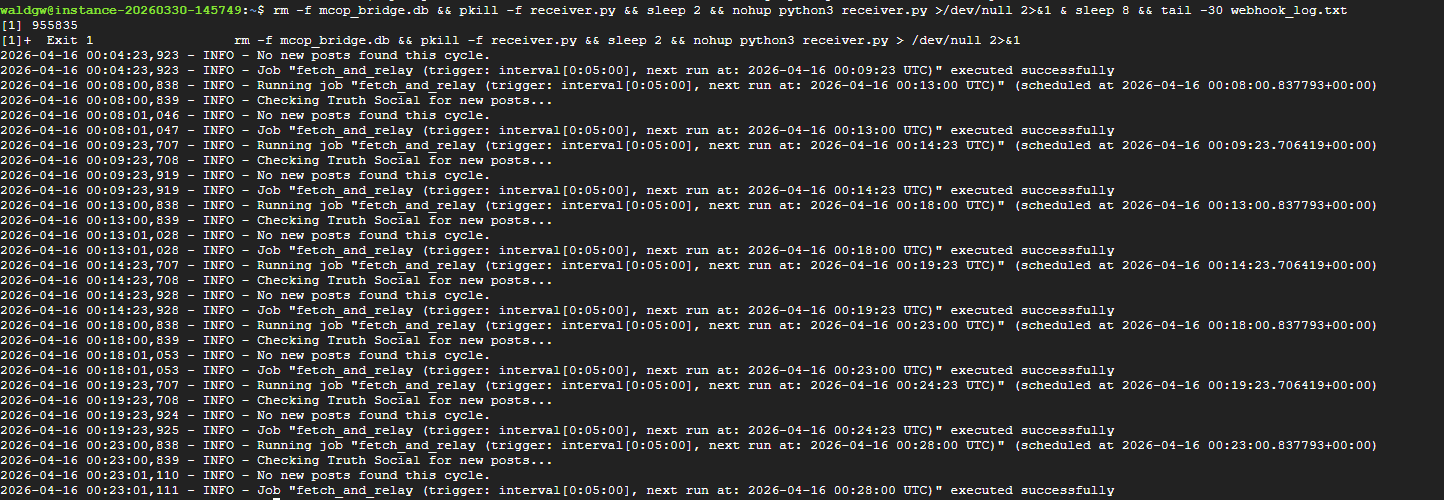 waldgw@instance-20260330-145749:~$ rm -f mcop_bridge.db && pkill -f receiver.py && sleep 2 && nohup python3 receiver.py >/dev/null 2>&1 & sleep 8 && tail -30 webhook_log.txt
[1] 955835
[1]+  Exit 1                  rm -f mcop_bridge.db && pkill -f receiver.py && sleep 2 && nohup python3 receiver.py > /dev/null 2>&1
2026-04-16 00:04:23,923 - INFO - No new posts found this cycle.
2026-04-16 00:04:23,923 - INFO - Job "fetch_and_relay (trigger: interval[0:05:00], next run at: 2026-04-16 00:09:23 UTC)" executed successfully
2026-04-16 00:08:00,838 - INFO - Running job "fetch_and_relay (trigger: interval[0:05:00], next run at: 2026-04-16 00:13:00 UTC)" (scheduled at 2026-04-16 00:08:00.837793+00:00)
2026-04-16 00:08:00,839 - INFO - Checking Truth Social for new posts...
2026-04-16 00:08:01,046 - INFO - No new posts found this cycle.
2026-04-16 00:08:01,047 - INFO - Job "fetch_and_relay (trigger: interval[0:05:00], next run at: 2026-04-16 00:13:00 UTC)" executed successfully
2026-04-16 00:09:23,707 - INFO - Running job "fetch_and_relay (trigger: interval[0:05:00], next run at: 2026-04-16 00:14:23 UTC)" (scheduled at 2026-04-16 00:09:23.706419+00:00)
2026-04-16 00:09:23,708 - INFO - Checking Truth Social for new posts...
2026-04-16 00:09:23,919 - INFO - No new posts found this cycle.
2026-04-16 00:09:23,919 - INFO - Job "fetch_and_relay (trigger: interval[0:05:00], next run at: 2026-04-16 00:14:23 UTC)" executed successfully
2026-04-16 00:13:00,838 - INFO - Running job "fetch_and_relay (trigger: interval[0:05:00], next run at: 2026-04-16 00:18:00 UTC)" (scheduled at 2026-04-16 00:13:00.837793+00:00)
2026-04-16 00:13:00,839 - INFO - Checking Truth Social for new posts...
2026-04-16 00:13:01,028 - INFO - No new posts found this cycle.
2026-04-16 00:13:01,028 - INFO - Job "fetch_and_relay (trigger: interval[0:05:00], next run at: 2026-04-16 00:18:00 UTC)" executed successfully
2026-04-16 00:14:23,707 - INFO - Running job "fetch_and_relay (trigger: interval[0:05:00], next run at: 2026-04-16 00:19:23 UTC)" (scheduled at 2026-04-16 00:14:23.706419+00:00)
2026-04-16 00:14:23,708 - INFO - Checking Truth Social for new posts...
2026-04-16 00:14:23,928 - INFO - No new posts found this cycle.
2026-04-16 00:14:23,928 - INFO - Job "fetch_and_relay (trigger: interval[0:05:00], next run at: 2026-04-16 00:19:23 UTC)" executed successfully
2026-04-16 00:18:00,838 - INFO - Running job "fetch_and_relay (trigger: interval[0:05:00], next run at: 2026-04-16 00:23:00 UTC)" (scheduled at 2026-04-16 00:18:00.837793+00:00)
2026-04-16 00:18:00,839 - INFO - Checking Truth Social for new posts...
2026-04-16 00:18:01,053 - INFO - No new posts found this cycle.
2026-04-16 00:18:01,053 - INFO - Job "fetch_and_relay (trigger: interval[0:05:00], next run at: 2026-04-16 00:23:00 UTC)" executed successfully
2026-04-16 00:19:23,707 - INFO - Running job "fetch_and_relay (trigger: interval[0:05:00], next run at: 2026-04-16 00:24:23 UTC)" (scheduled at 2026-04-16 00:19:23.706419+00:00)
2026-04-16 00:19:23,708 - INFO - Checking Truth Social for new posts...
2026-04-16 00:19:23,924 - INFO - No new posts found this cycle.
2026-04-16 00:19:23,925 - INFO - Job "fetch_and_relay (trigger: interval[0:05:00], next run at: 2026-04-16 00:24:23 UTC)" executed successfully
2026-04-16 00:23:00,838 - INFO - Running job "fetch_and_relay (trigger: interval[0:05:00], next run at: 2026-04-16 00:28:00 UTC)" (scheduled at 2026-04-16 00:23:00.837793+00:00)
2026-04-16 00:23:00,839 - INFO - Checking Truth Social for new posts...
2026-04-16 00:23:01,110 - INFO - No new posts found this cycle.
2026-04-16 00:23:01,111 - INFO - Job "fetch_and_relay (trigger: interval[0:05:00], next run at: 2026-04-16 00:28:00 UTC)" executed successfully